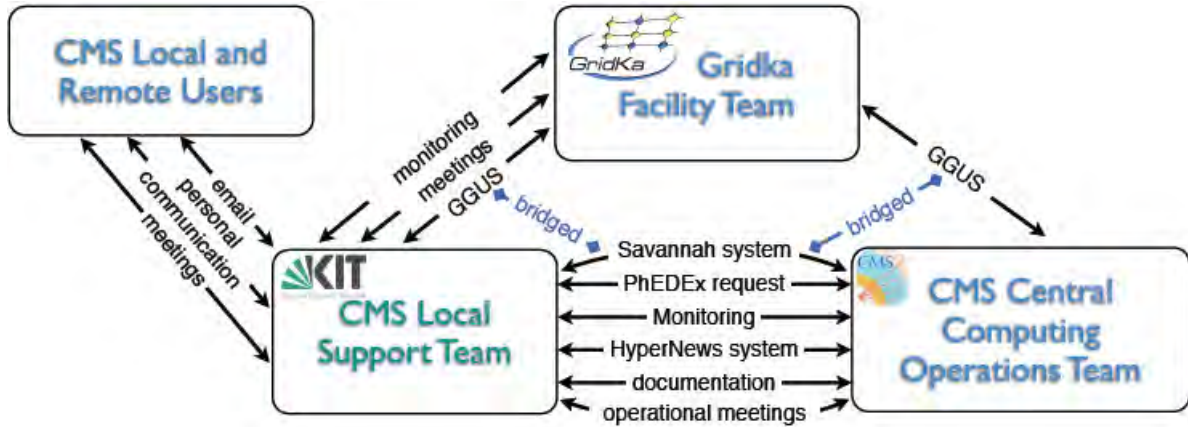 CMS Local and
Remote Users
GridKa
Gridka
Facility Team
monitoring
meetings
GGUS
GGUS
email
personal
communication
meetings
bridged
bridged
KIT
CMS Local
Support Team
Savannah system
PhEDEx request
Monitoring
HyperNews system
documentation
operational meetings
CMS
CMS Central
Computing
Operations Team